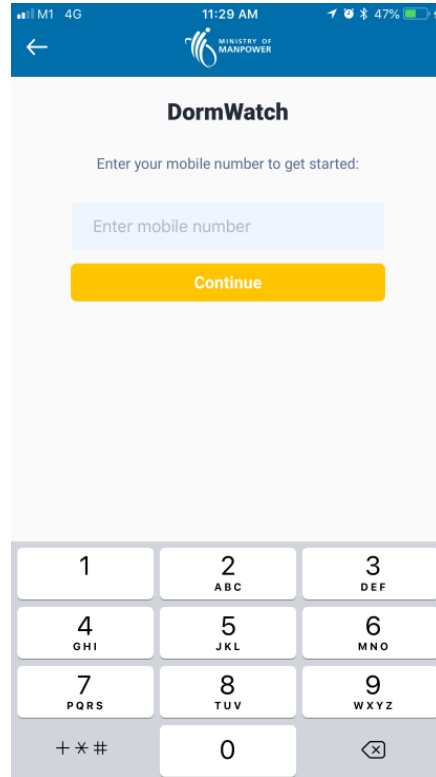 M1 4G 11:29 AM 47%
MINISTRY OF
MANPOWER
DormWatch
Enter your mobile number to get started:
Enter mobile number
Continue
1 2 3
ABC DEF
4 5 6
GHI JKL MNO
7 8 9
PQRS TUV WXYZ
+ * # 0